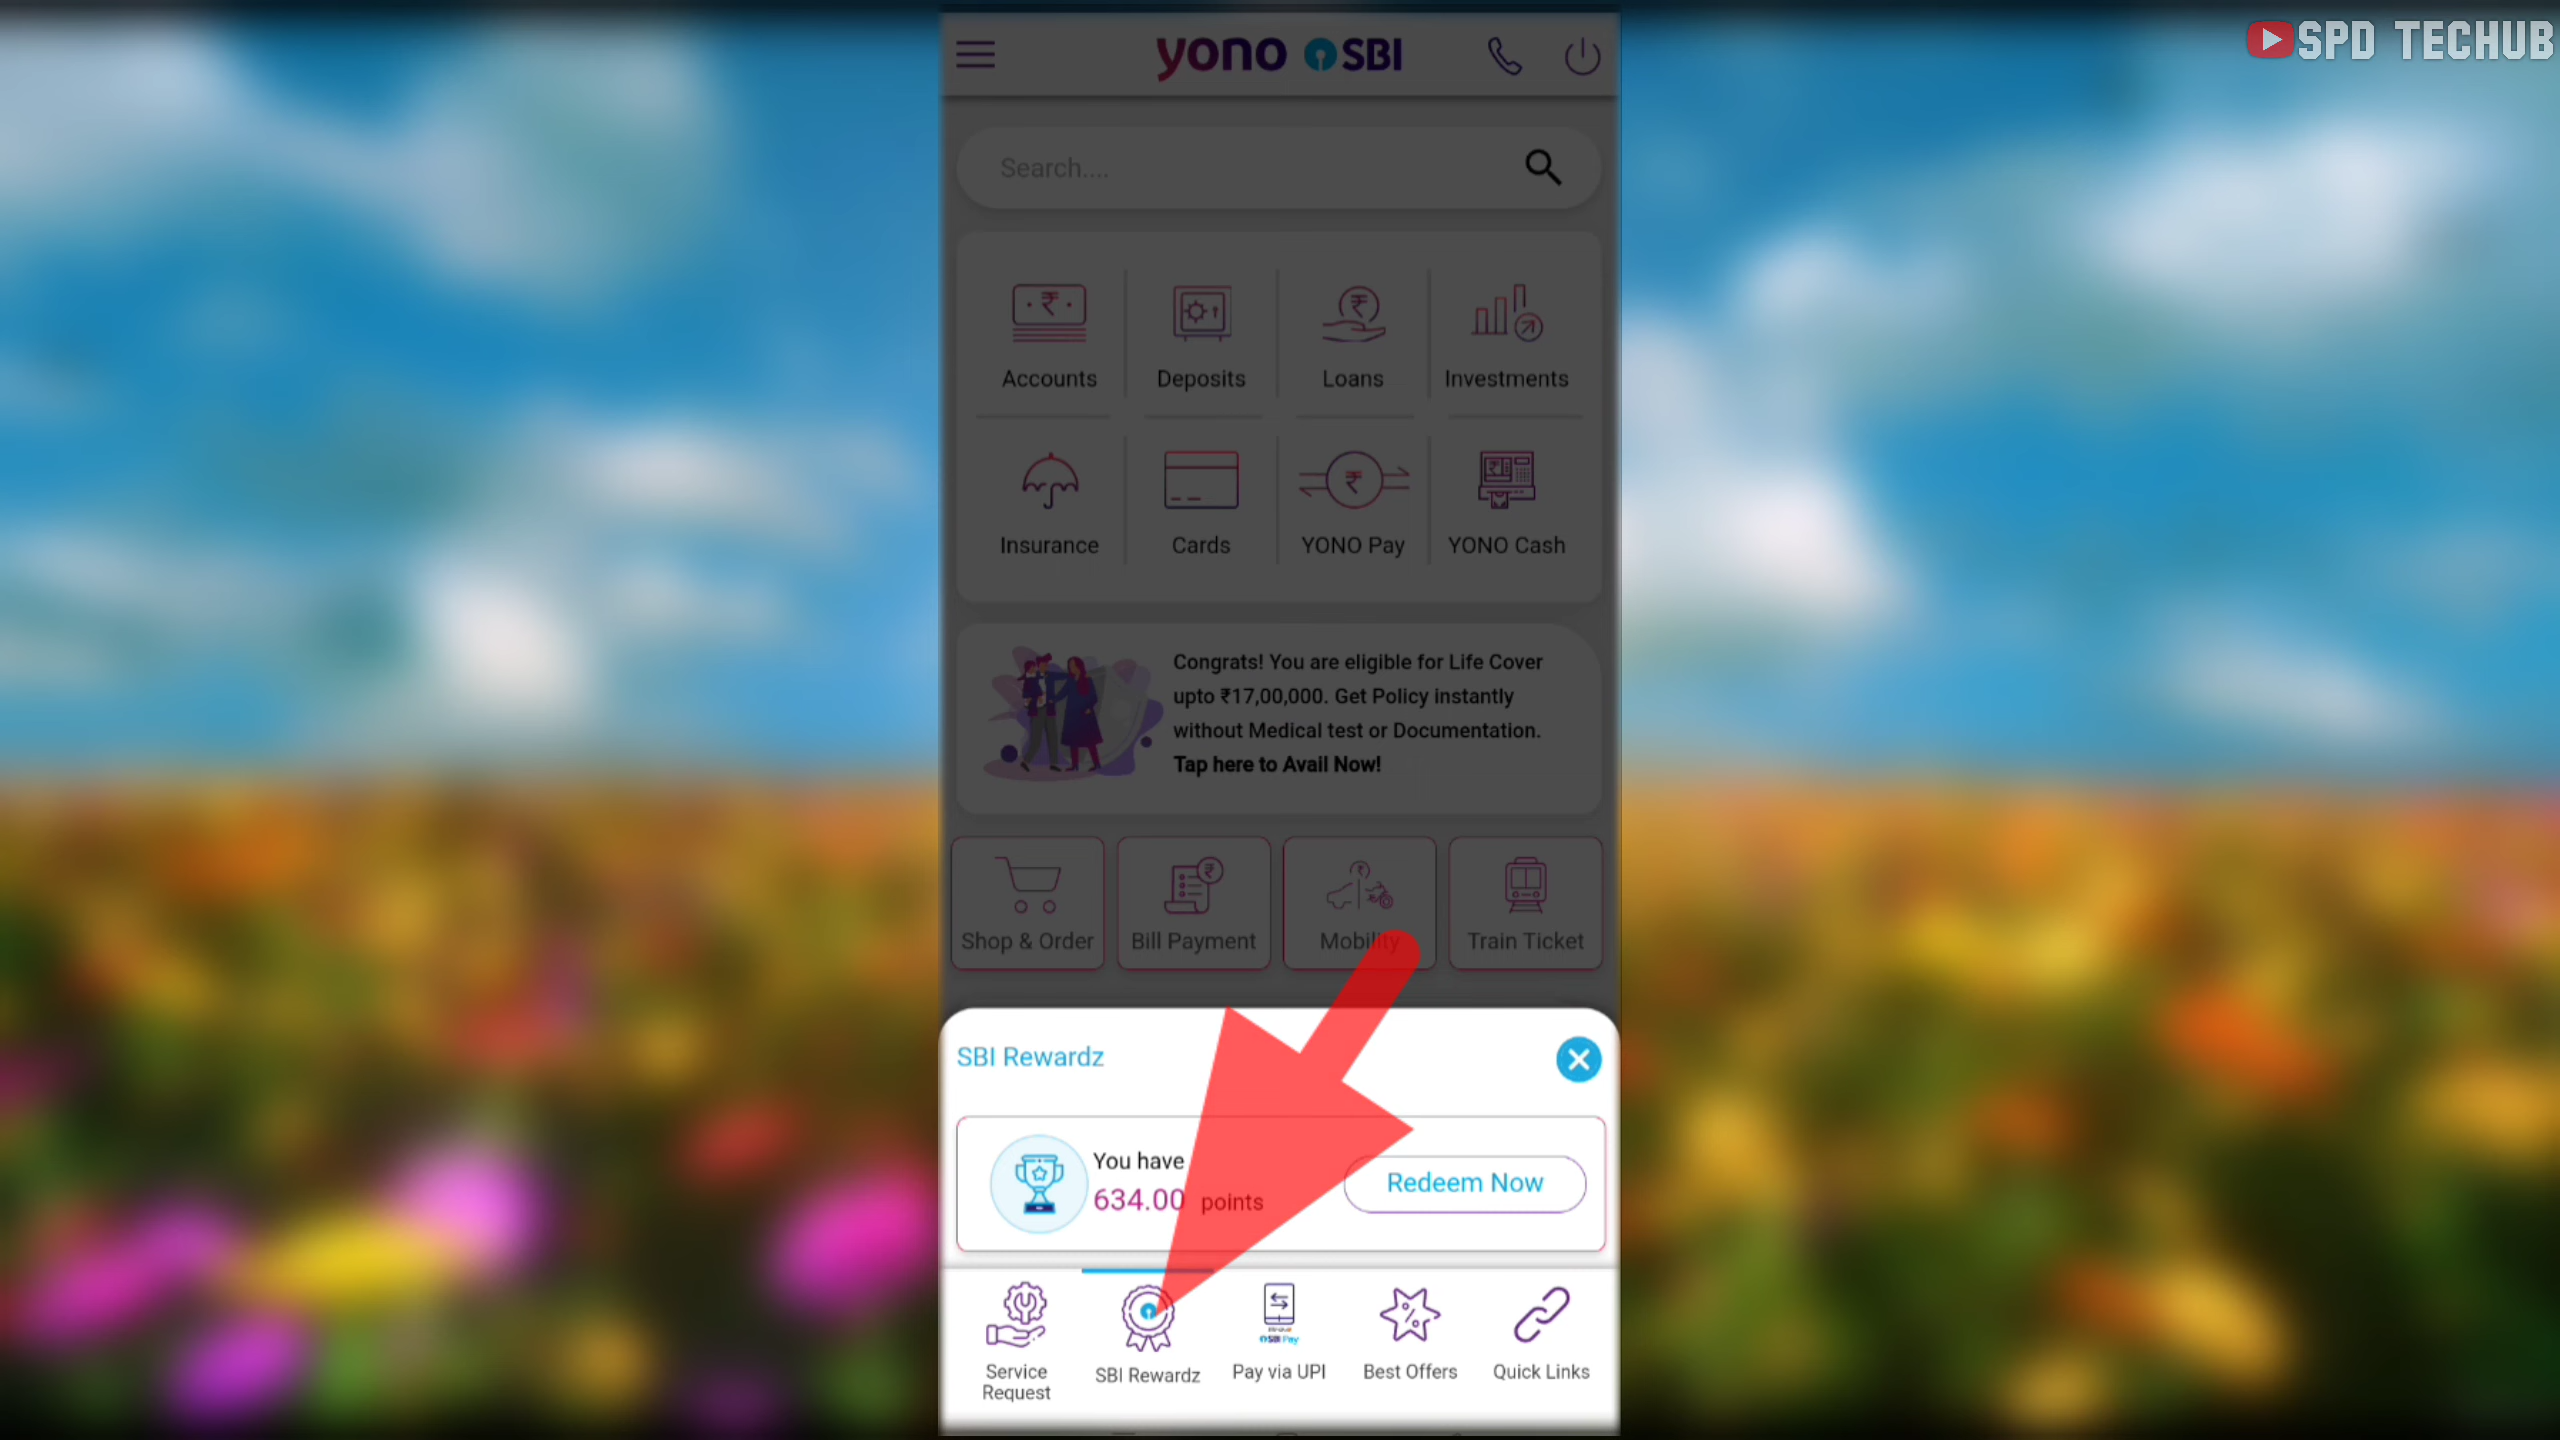 SPD TECHUB
yono SBI
Search....
Accounts
Deposits
Loans
Investments
Insurance
Cards
YONO Pay
YONO Cash
Congrats! You are eligible for Life Cover
upto ₹17,00,000. Get Policy instantly
without Medical test or Documentation.
Tap here to Avail Now!
Shop & Order
Bill Payment
Mobility
Train Ticket
SBI Rewardz
You have
634.00 points
Redeem Now
SBI Pay
Service
Request
SBI Rewardz
Pay via UPI
Best Offers
Quick Links